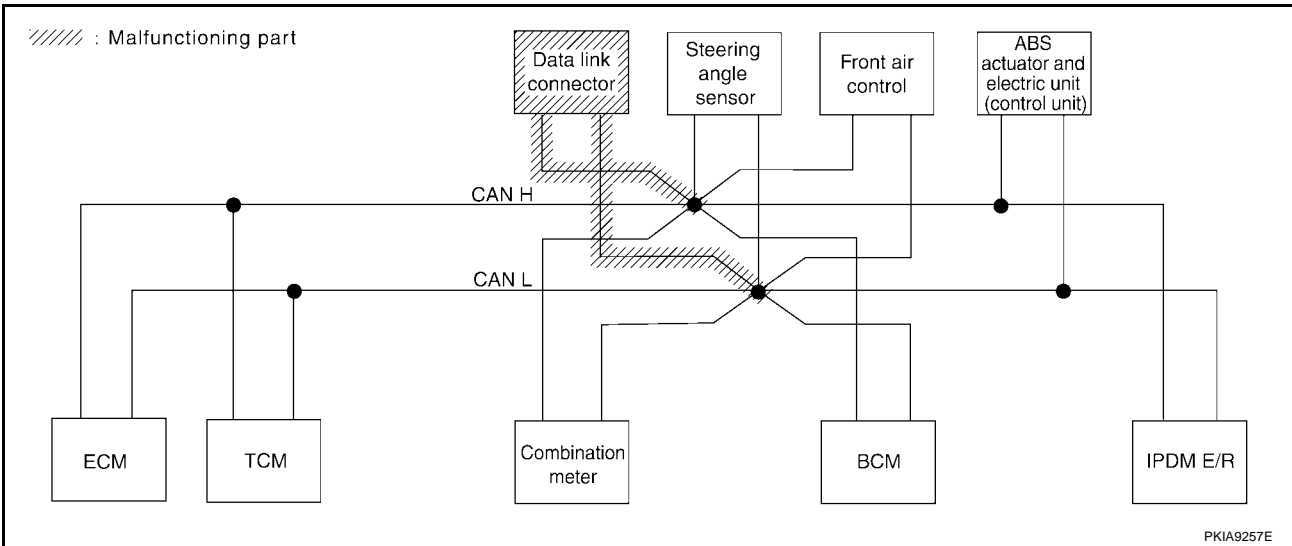 : Malfunctioning part
Data link
connector
Steering
angle
sensor
Front air
control
ABS
actuator and
electric unit
(control unit)
CAN H
CAN L
ECM
TCM
Combination
meter
BCM
IPDM E/R
PKIA9257E